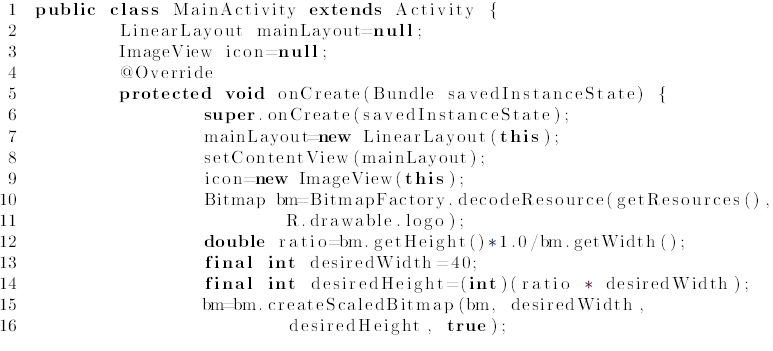 1 public class MainActivity extends Activity {
2 LinearLayout mainLayout=null;
3 ImageView icon=null;
4 @Override
5 protected void onCreate(Bundle savedInstanceState) {
6 super.onCreate(savedInstanceState);
7 mainLayout=new LinearLayout(this);
8 setContentView(mainLayout);
9 icon=new ImageView(this);
10 Bitmap bm=BitmapFactory.decodeResource(getResources(),
11 R.drawable.logo);
12 double ratio=bm.getHeight()*1.0/bm.getWidth();
13 final int desiredWidth=40;
14 final int desiredHeight=(int)(ratio * desiredWidth);
15 bm=bm.createScaledBitmap(bm, desiredWidth,
16 desiredHeight, true);